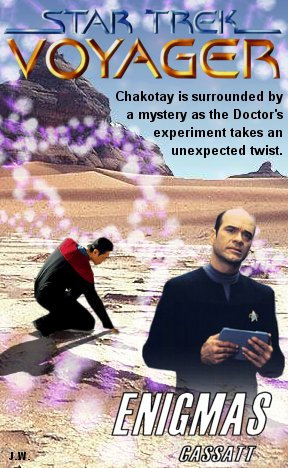 STAR TREK
VOYAGER
Chakotay is surrounded by
a mystery as the Doctor's
experiment takes an
unexpected twist.
ENIGMAS
CASSATT
J.W.